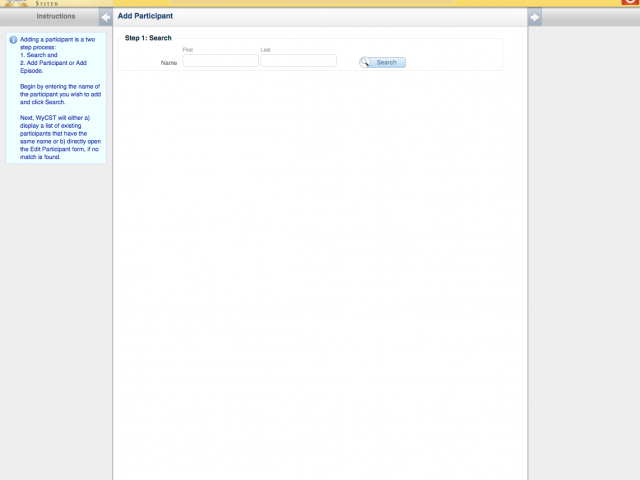 SYSTEM
Instructions
Add Participant
Adding a participant is a two
step process:
1. Search and
2. Add Participant or Add
Episode.
Begin by entering the name of
the participant you wish to add
and click Search.
Next, WyCST will either a)
display a list of existing
participants that have the
same name or b) directly open
the Edit Participant form, if no
match is found.
Step 1: Search
First Last
Name Search